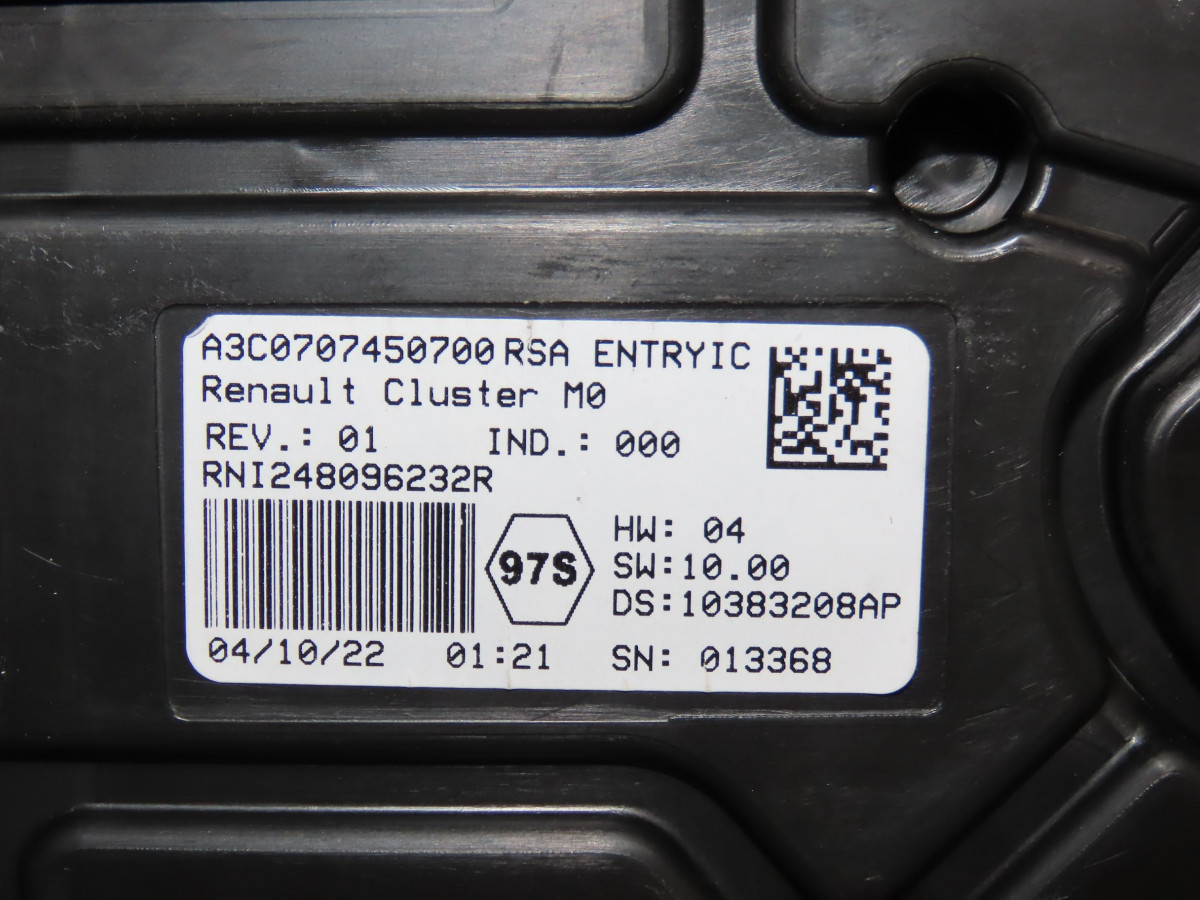 A3C0707450700 RSA ENTRYIC
Renault Cluster M0
REV.: 01 IND.: 000
RNI248096232R
97S
HW: 04
SW:10.00
DS:10383208AP
04/10/22 01:21 SN: 013368